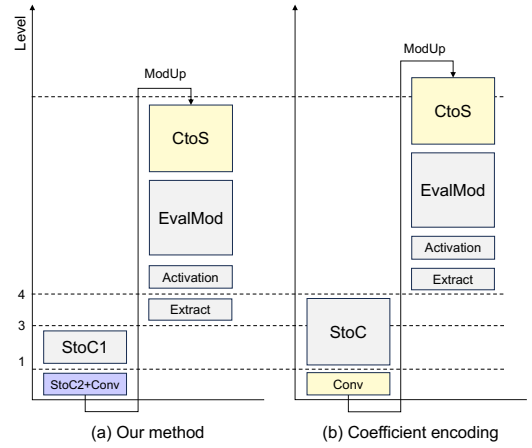 Level
ModUp
CtoS
EvalMod
Activation
Extract
4
3
1
StoC1
StoC2+Conv
(a) Our method
ModUp
CtoS
EvalMod
Activation
Extract
StoC
Conv
(b) Coefficient encoding